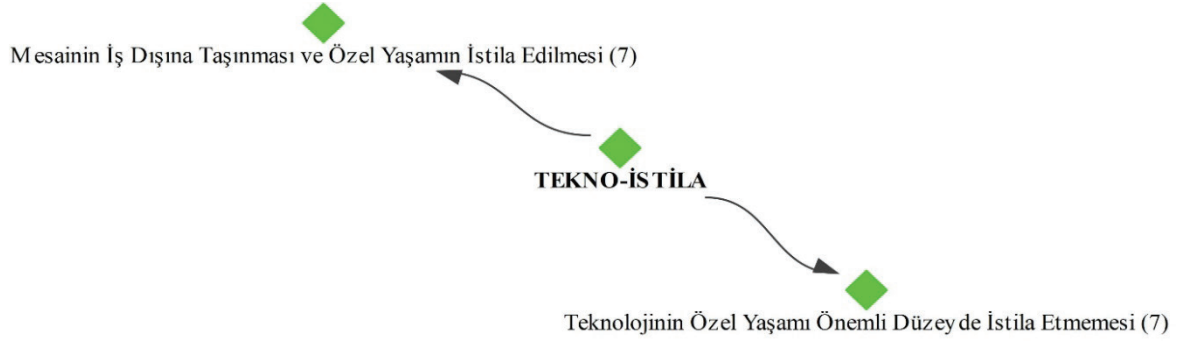 Mesainin İş Dışına Taşınması ve Özel Yaşamın İstila Edilmesi (7)
TEKNO-İSTİLA
Teknolojinin Özel Yaşamı Önemli Düzeyde İstila Etmemesi (7)